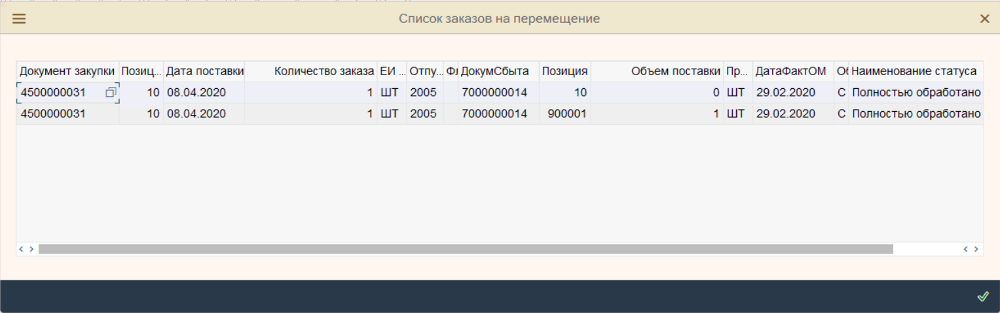 Список заказов на перемещение
Документ закупки Позиц... Дата поставки Количество заказа ЕИ ... Отпу... Фл ДокумСбыта Позиция Объем поставки Пр... ДатаФактОМ Об Наименование статуса
4500000031 10 08.04.2020 1 ШТ 2005 7000000014 10 0 ШТ 29.02.2020 C Полностью обработано
4500000031 10 08.04.2020 1 ШТ 2005 7000000014 900001 1 ШТ 29.02.2020 C Полностью обработано